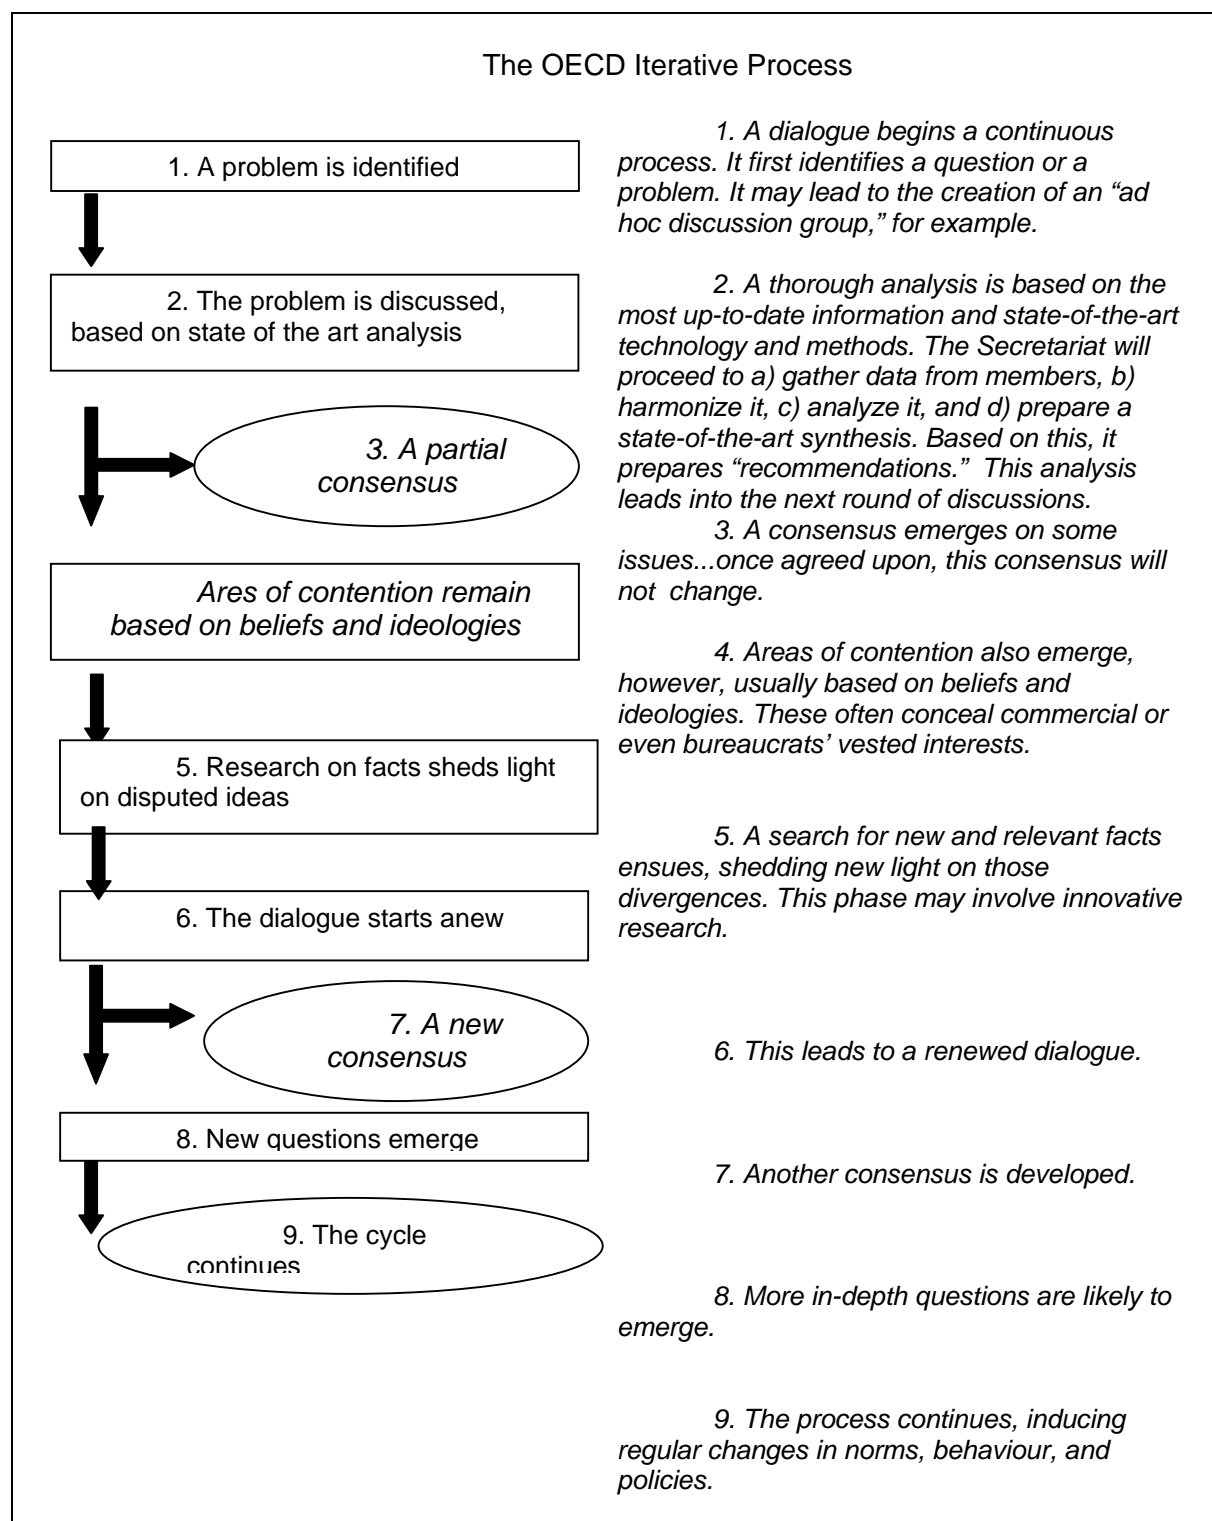 The OECD Iterative Process
1. A problem is identified
2. The problem is discussed,
based on state of the art analysis
3. A partial
consensus
Ares of contention remain
based on beliefs and ideologies
5. Research on facts sheds light
on disputed ideas
6. The dialogue starts anew
7. A new
consensus
8. New questions emerge
9. The cycle
continues
1. A dialogue begins a continuous
process. It first identifies a question or a
problem. It may lead to the creation of an “ad
hoc discussion group,” for example.
2. A thorough analysis is based on the
most up-to-date information and state-of-the-art
technology and methods. The Secretariat will
proceed to a) gather data from members, b)
harmonize it, c) analyze it, and d) prepare a
state-of-the-art synthesis. Based on this, it
prepares “recommendations.” This analysis
leads into the next round of discussions.
3. A consensus emerges on some
issues...once agreed upon, this consensus will
not change.
4. Areas of contention also emerge,
however, usually based on beliefs and
ideologies. These often conceal commercial or
even bureaucrats’ vested interests.
5. A search for new and relevant facts
ensues, shedding new light on those
divergences. This phase may involve innovative
research.
6. This leads to a renewed dialogue.
7. Another consensus is developed.
8. More in-depth questions are likely to
emerge.
9. The process continues, inducing
regular changes in norms, behaviour, and
policies.